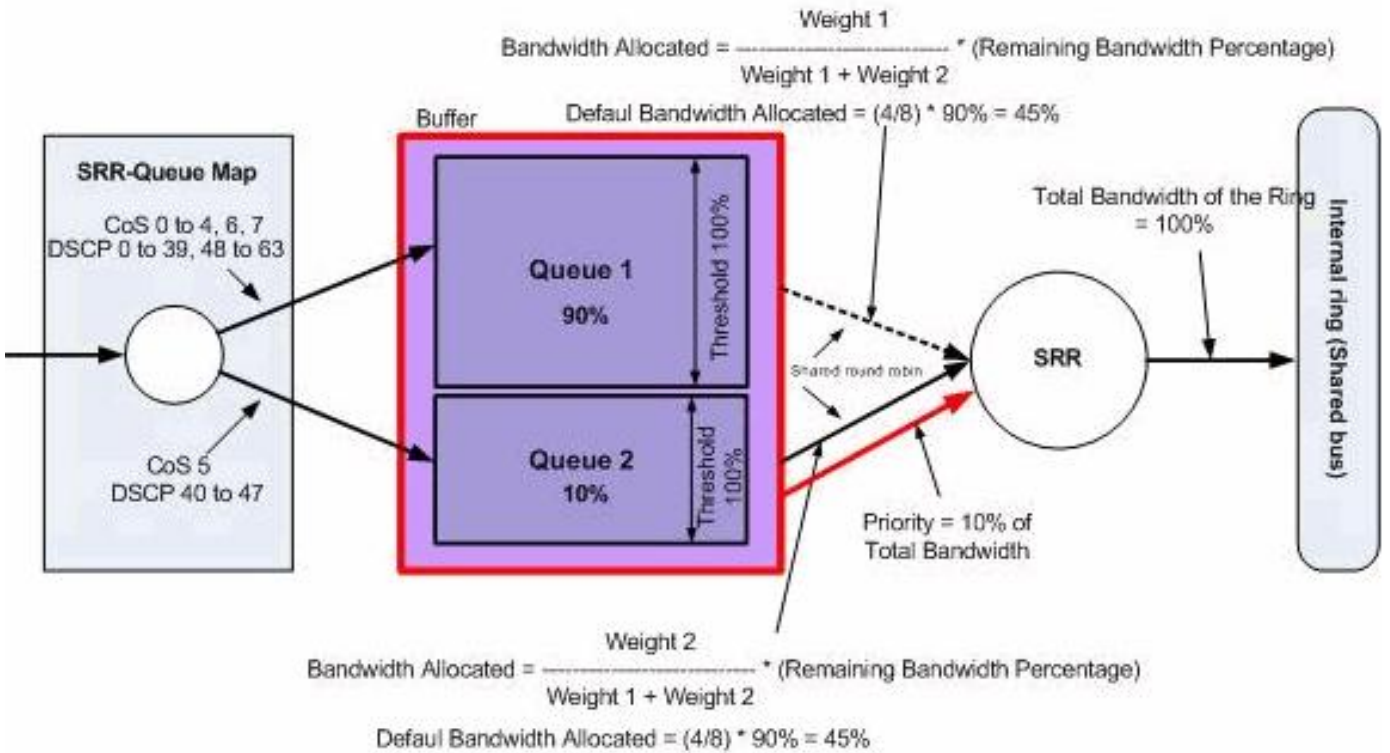 Weight 1
Bandwidth Allocated = ------------------------------ * (Remaining Bandwidth Percentage)
Weight 1 + Weight 2
Defaul Bandwidth Allocated = (4/8) * 90% = 45%
Buffer
SRR-Queue Map
CoS 0 to 4, 6, 7
DSCP 0 to 39, 48 to 63
CoS 5
DSCP 40 to 47
Queue 1
90%
Threshold 100%
Queue 2
10%
Threshold
100%
Shared round robin
SRR
Total Bandwidth of the Ring
= 100%
Priority = 10% of
Total Bandwidth
Internal ring (Shared bus)
Weight 2
Bandwidth Allocated = ------------------------------ * (Remaining Bandwidth Percentage)
Weight 1 + Weight 2
Defaul Bandwidth Allocated = (4/8) * 90% = 45%